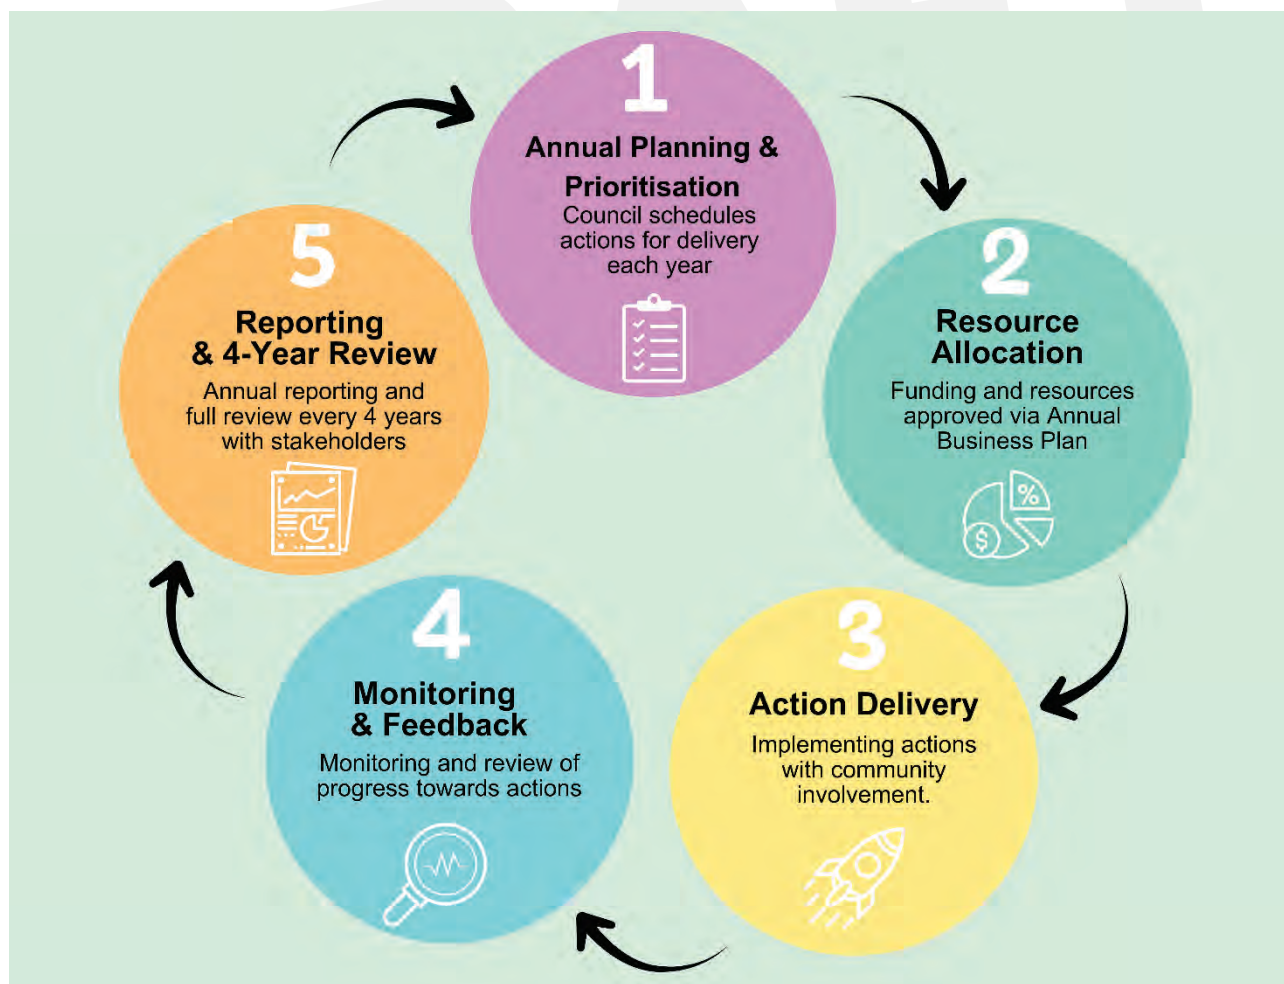 1
Annual Planning &
Prioritisation
Council schedules
actions for delivery
each year
2
Resource
Allocation
Funding and resources
approved via Annual
Business Plan
%
$
3
Action Delivery
Implementing actions
with community
involvement.
4
Monitoring
& Feedback
Monitoring and review of
progress towards actions
5
Reporting
& 4-Year Review
Annual reporting and
full review every 4 years
with stakeholders